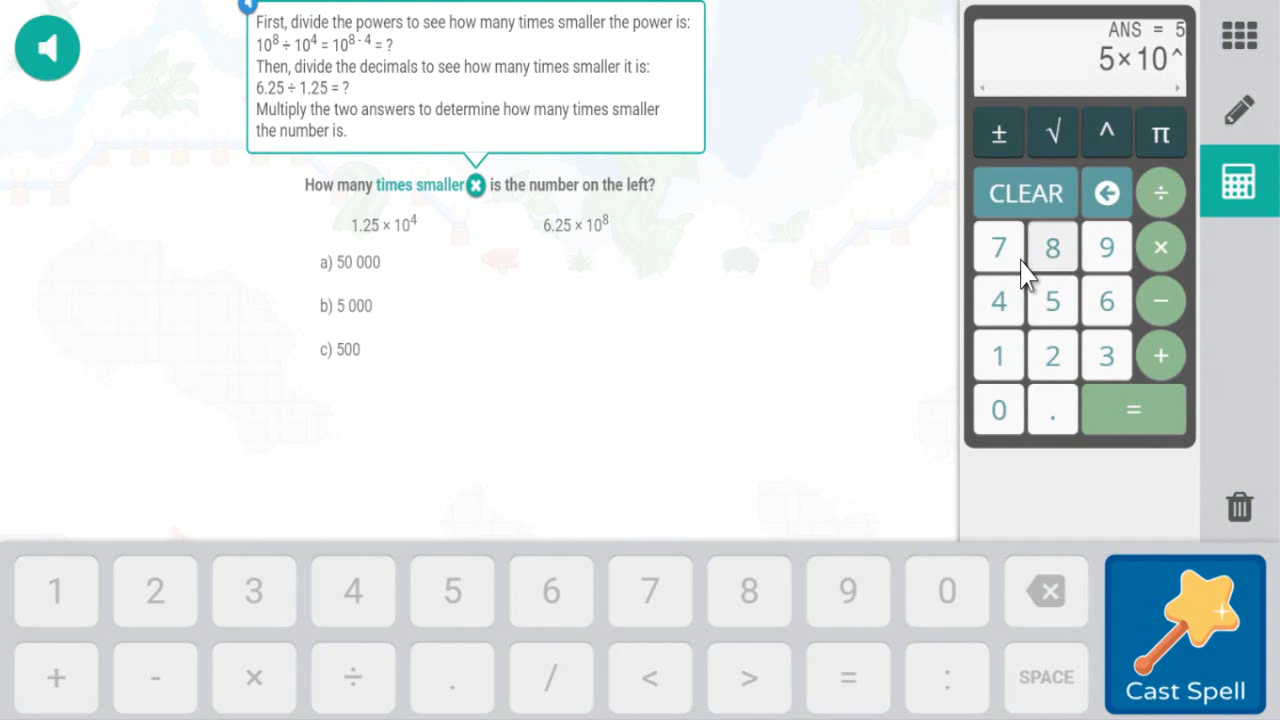 First, divide the powers to see how many times smaller the power is:
10⁸ ÷ 10⁴ = 10⁸⁻⁴ = ?
Then, divide the decimals to see how many times smaller it is:
6.25 ÷ 1.25 = ?
Multiply the two answers to determine how many times smaller
the number is.
How many times smaller is the number on the left?
1.25 × 10⁴ 6.25 × 10⁸
a) 50 000
b) 5 000
c) 500
ANS = 5
5×10^
± √ ^ π
CLEAR ÷
7 8 9 ×
4 5 6 −
1 2 3 +
0 . =
1 2 3 4 5 6 7 8 9 0
+ - × ÷ . / < > = : SPACE
Cast Spell